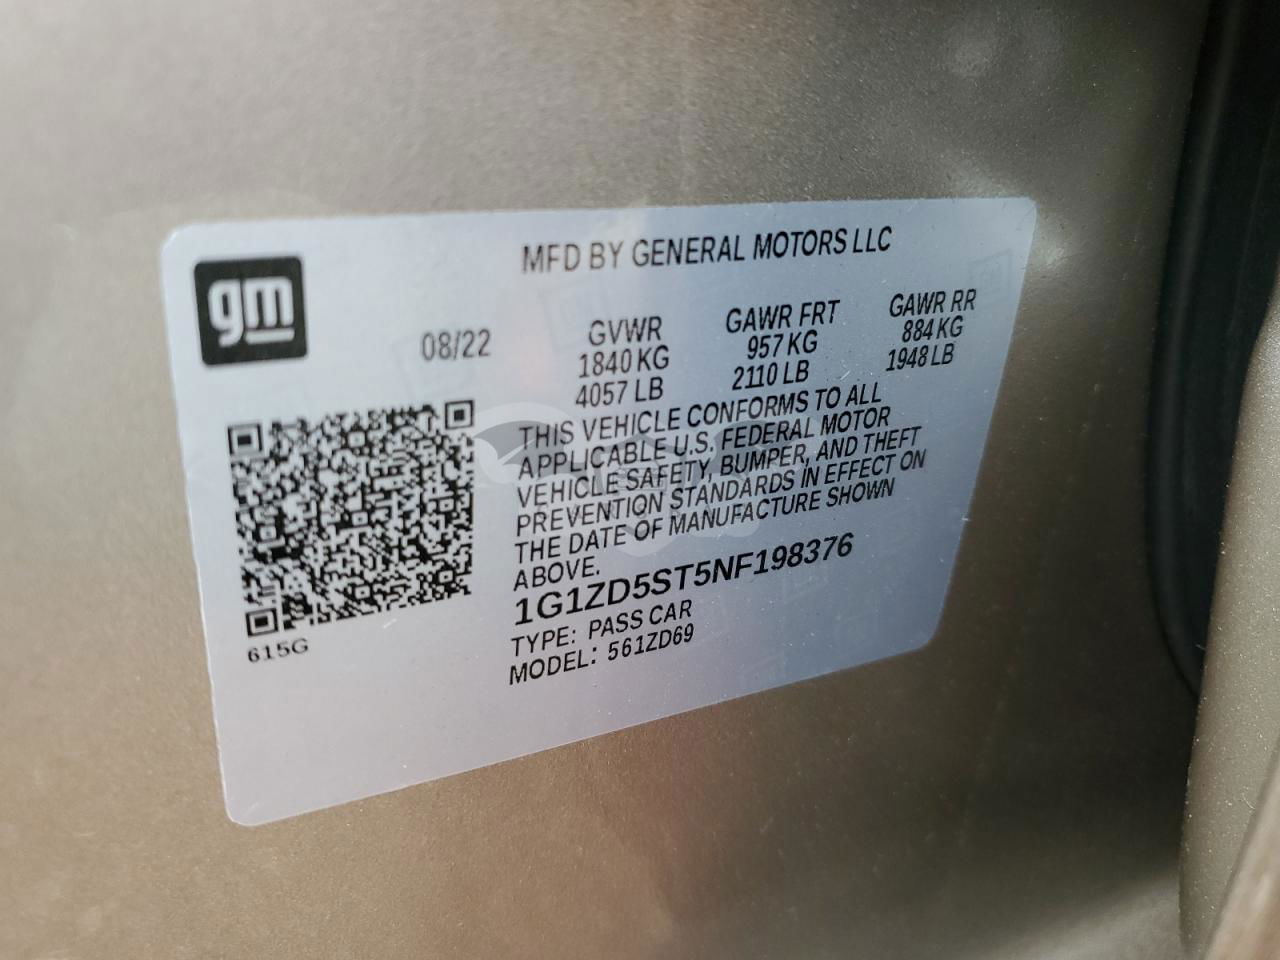 gm
MFD BY GENERAL MOTORS LLC
08/22 GVWR GAWR FRT GAWR RR
1840 KG 957 KG 884 KG
4057 LB 2110 LB 1948 LB
THIS VEHICLE CONFORMS TO ALL
APPLICABLE U.S. FEDERAL MOTOR
VEHICLE SAFETY, BUMPER, AND THEFT
PREVENTION STANDARDS IN EFFECT ON
THE DATE OF MANUFACTURE SHOWN
ABOVE.
1G1ZD5ST5NF198376
TYPE: PASS CAR
MODEL: 561ZD69
615G